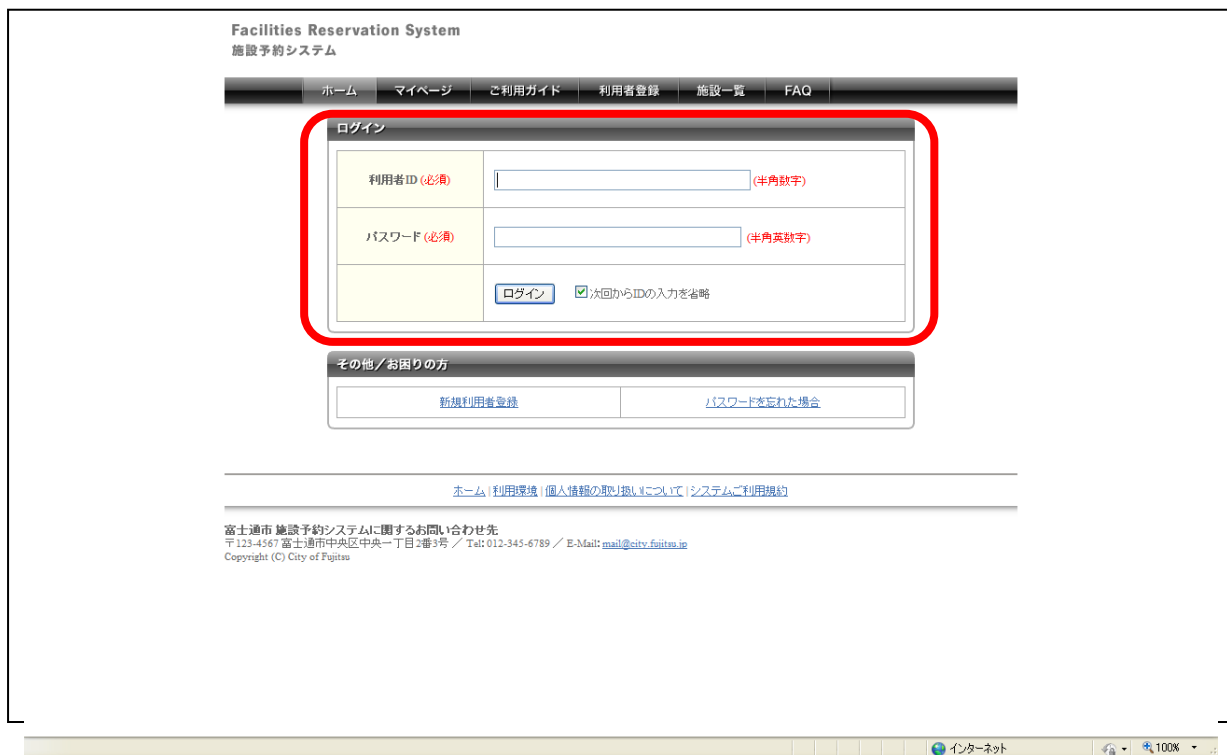 Facilities Reservation System
施設予約システム
ホーム マイページ ご利用ガイド 利用者登録 施設一覧 FAQ
ログイン
利用者ID (必須) (半角数字)
パスワード (必須) (半角英数字)
ログイン 次回からIDの入力を省略
その他／お困りの方
新規利用者登録 パスワードを忘れた場合
ホーム | 利用環境 | 個人情報の取り扱いについて | システムご利用規約
富士通市 施設予約システムに関するお問い合わせ先
〒123-4567 富士通市中央区中央一丁目2番3号 ／ Tel: 012-345-6789 ／ E-Mail: mail@city.fujitsu.jp
Copyright (C) City of Fujitsu
インターネット 100%